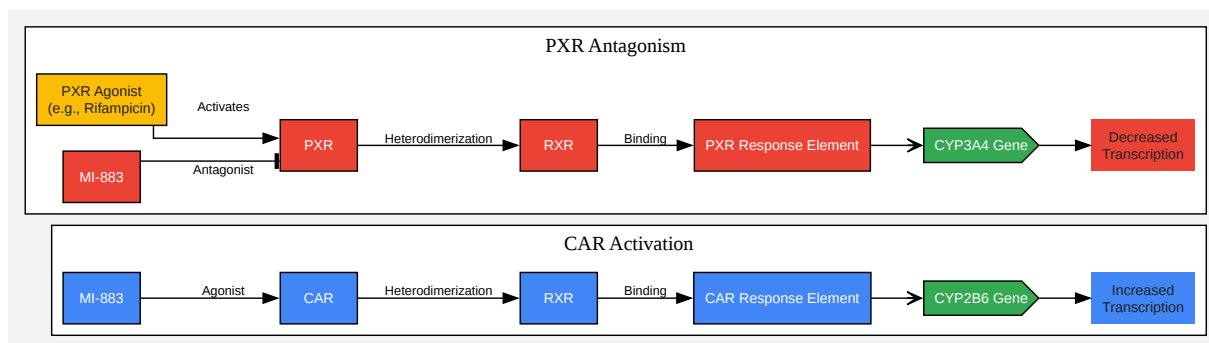 PXR Antagonism
PXR Agonist
(e.g., Rifampicin)
Activates
MI-883
Antagonist
PXR
Heterodimerization
RXR
Binding
PXR Response Element
CYP3A4 Gene
Decreased
Transcription
CAR Activation
MI-883
Agonist
CAR
Heterodimerization
RXR
Binding
CAR Response Element
CYP2B6 Gene
Increased
Transcription